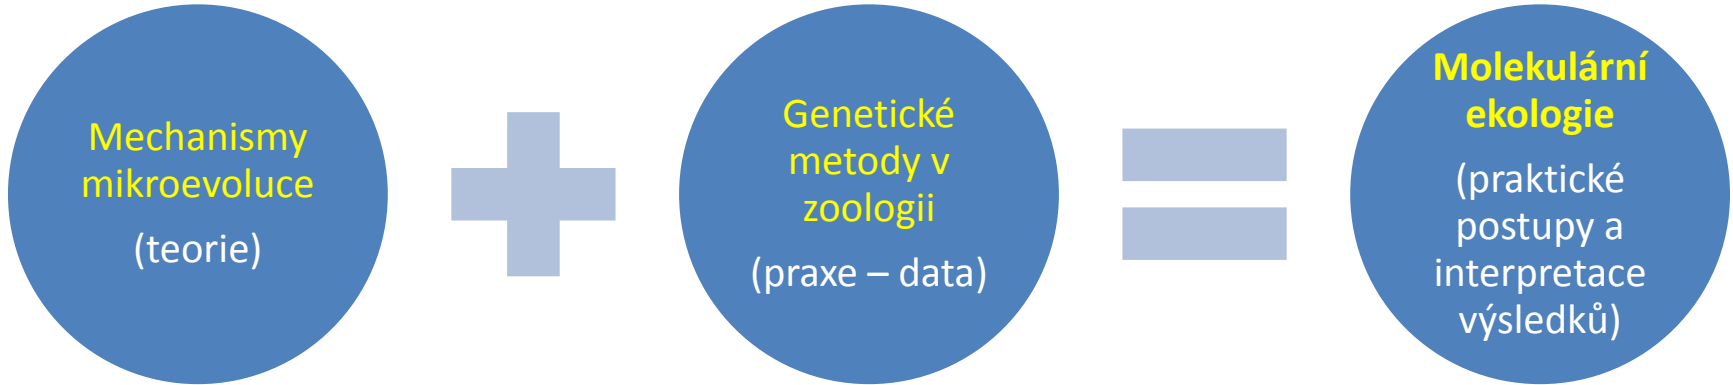 Mechanismy
mikroevoluce
(teorie)
Genetické
metody v
zoologii
(praxe – data)
Molekulární
ekologie
(praktické
postupy a
interpretace
výsledků)